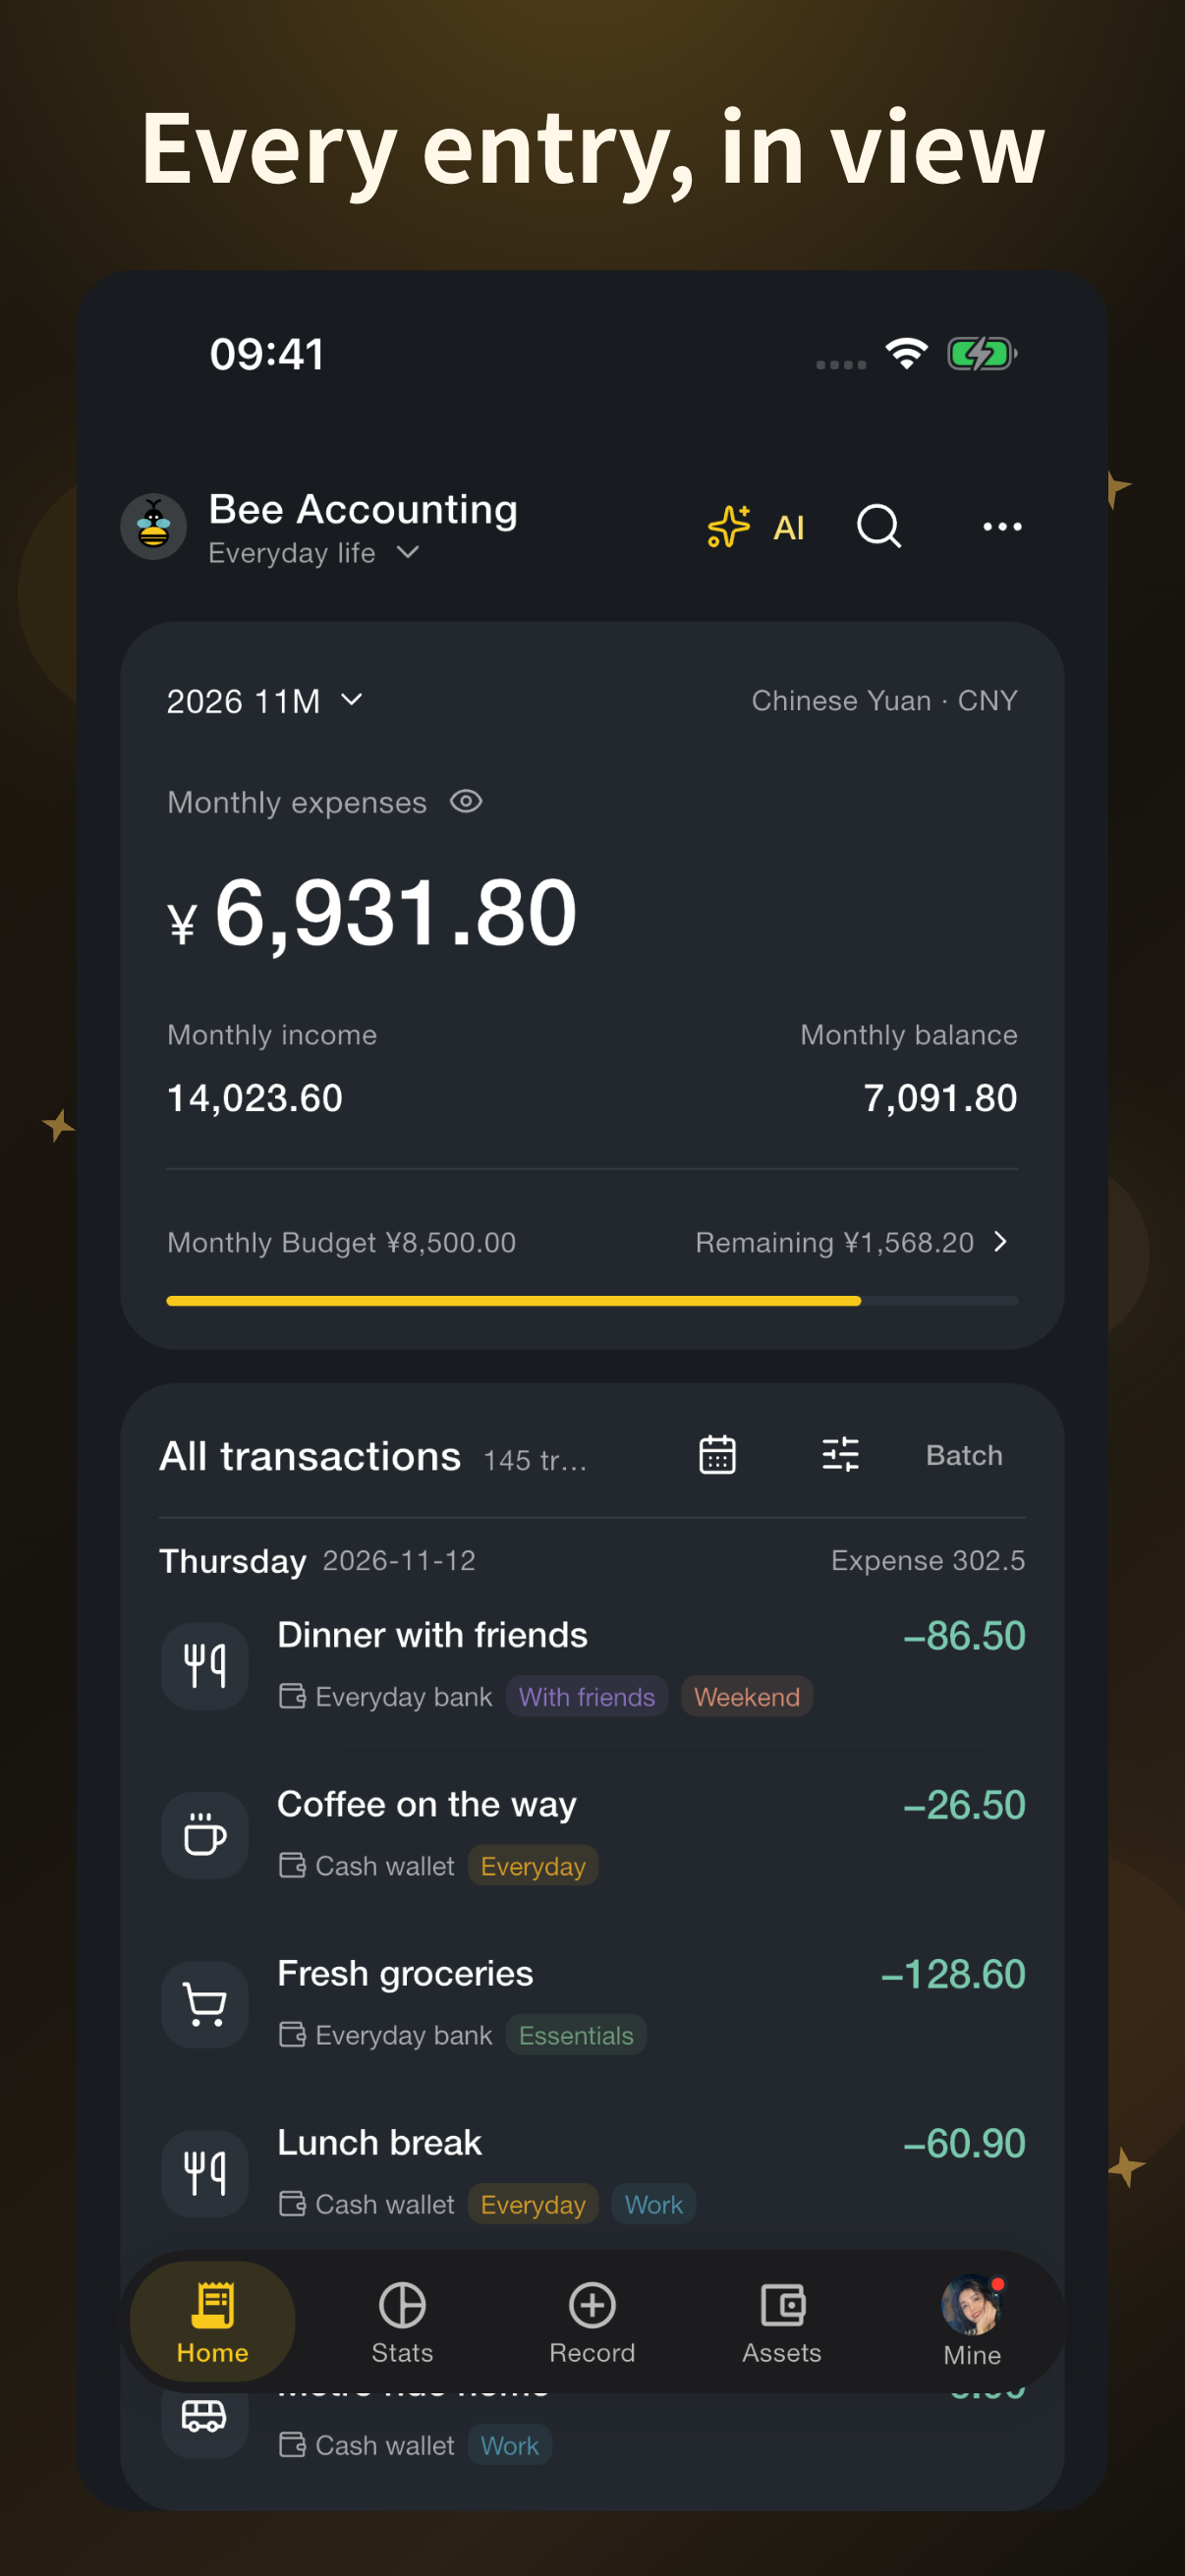 Every entry, in view
09:41
Bee Accounting
Everyday life
AI
2026 11M
Chinese Yuan · CNY
Monthly expenses
¥ 6,931.80
Monthly income
Monthly balance
14,023.60
7,091.80
Monthly Budget ¥8,500.00
Remaining ¥1,568.20
All transactions 145 tr...
Batch
Thursday 2026-11-12
Expense 302.5
Dinner with friends
–86.50
Everyday bank With friends Weekend
Coffee on the way
–26.50
Cash wallet Everyday
Fresh groceries
–128.60
Everyday bank Essentials
Lunch break
–60.90
Cash wallet Everyday Work
Home
Stats
Record
Assets
Mine
Cash wallet Work